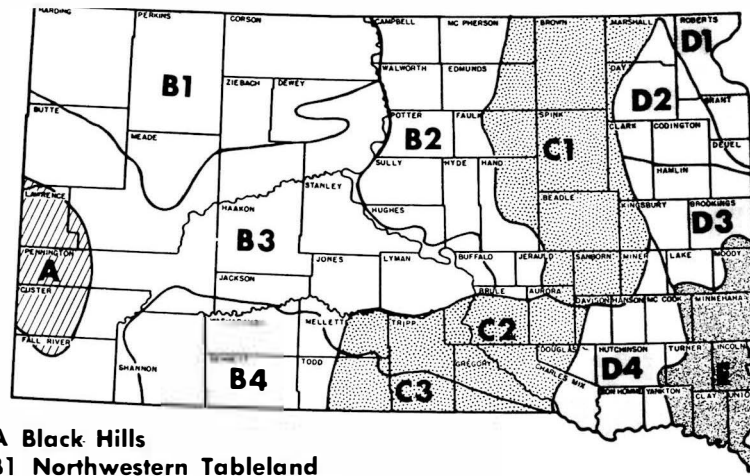 HARDING PERKINS CORSON CAMPBELL MC PHERSON BROWN MARSHALL ROBERTS
D1
WALWORTH EDMUNDS DAY
B1 ZIEBACH DEWEY D2
BUTTE GRANT
POTTER FAULK SPINK
MEADE B2 C1 CLARK CODINGTON
DEUEL
SULLY HYDE HAND HAMLIN
STANLEY
LAWRENCE BEADLE KINGSBURY BROOKINGS
HAAKON HUGHES D3
B3
PENNINGTON JONES LYMAN BUFFALO JERAULD SANBORN MINER LAKE MOODY
A
CUSTER JACKSON
BRULE AURORA DAVISON HANSON MC COOK MINNEHAHA
MELLETT TRIPP C2
FALL RIVER DOUGLAS HUTCHINSON TURNER LINCOLN
SHANNON B4 TODD C3 GREGORY CHARLES MIX D4 E
BON HOMME YANKTON CLAY UNION
A Black Hills
B1 Northwestern Tableland